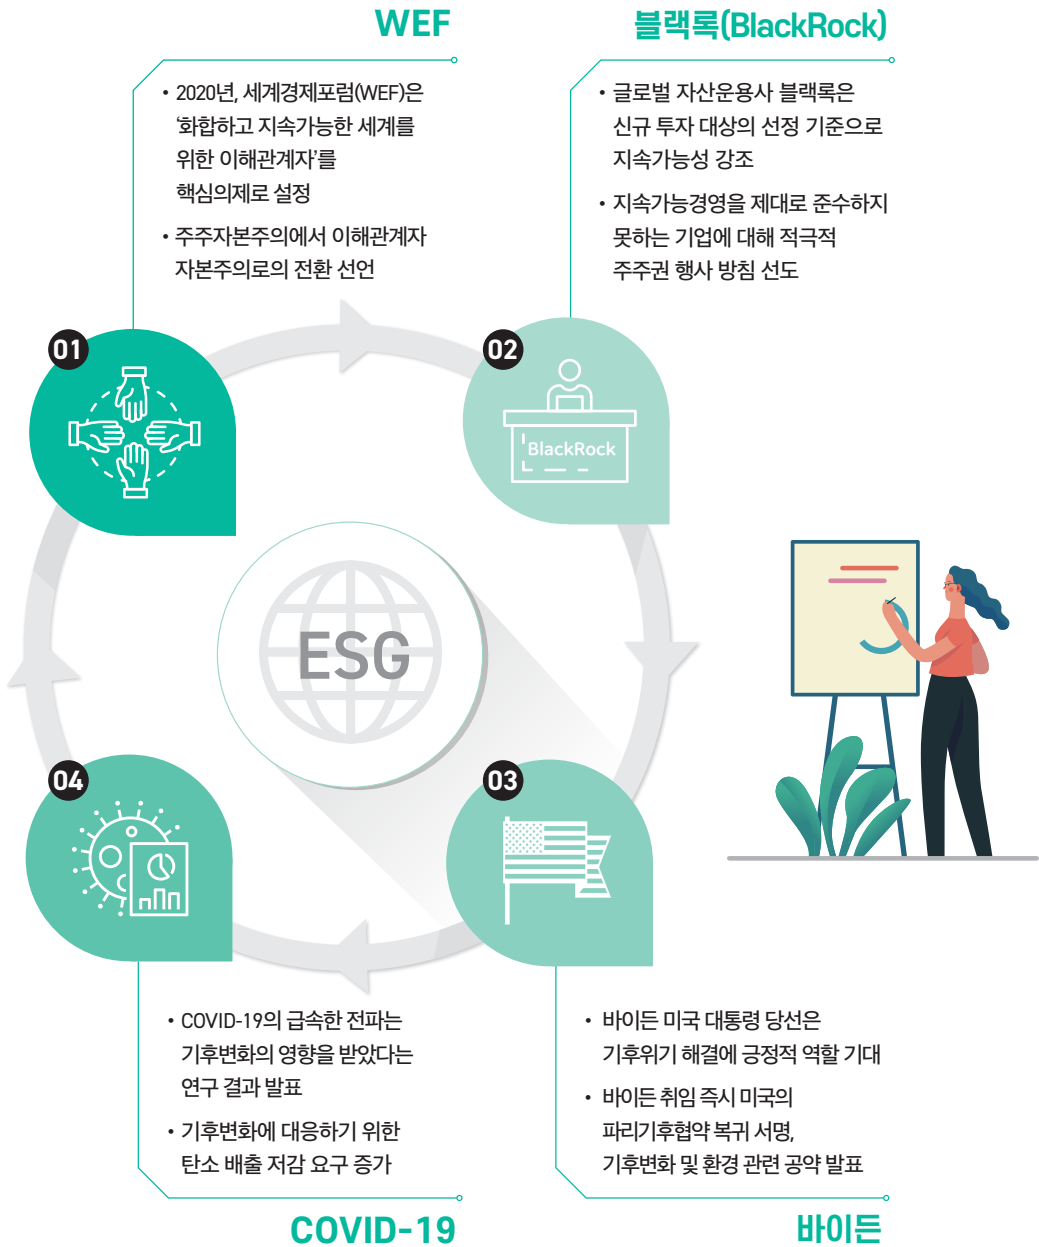 WEF
• 2020년, 세계경제포럼(WEF)은
‘화합하고 지속가능한 세계를
위한 이해관계자’를
핵심의제로 설정
• 주주자본주의에서 이해관계자
자본주의로의 전환 선언
01
블랙록(BlackRock)
• 글로벌 자산운용사 블랙록은
신규 투자 대상의 선정 기준으로
지속가능성 강조
• 지속가능경영을 제대로 준수하지
못하는 기업에 대해 적극적
주주권 행사 방침 선도
02
BlackRock
ESG
03
• 바이든 미국 대통령 당선은
기후위기 해결에 긍정적 역할 기대
• 바이든 취임 즉시 미국의
파리기후협약 복귀 서명,
기후변화 및 환경 관련 공약 발표
바이든
04
• COVID-19의 급속한 전파는
기후변화의 영향을 받았다는
연구 결과 발표
• 기후변화에 대응하기 위한
탄소 배출 저감 요구 증가
COVID-19